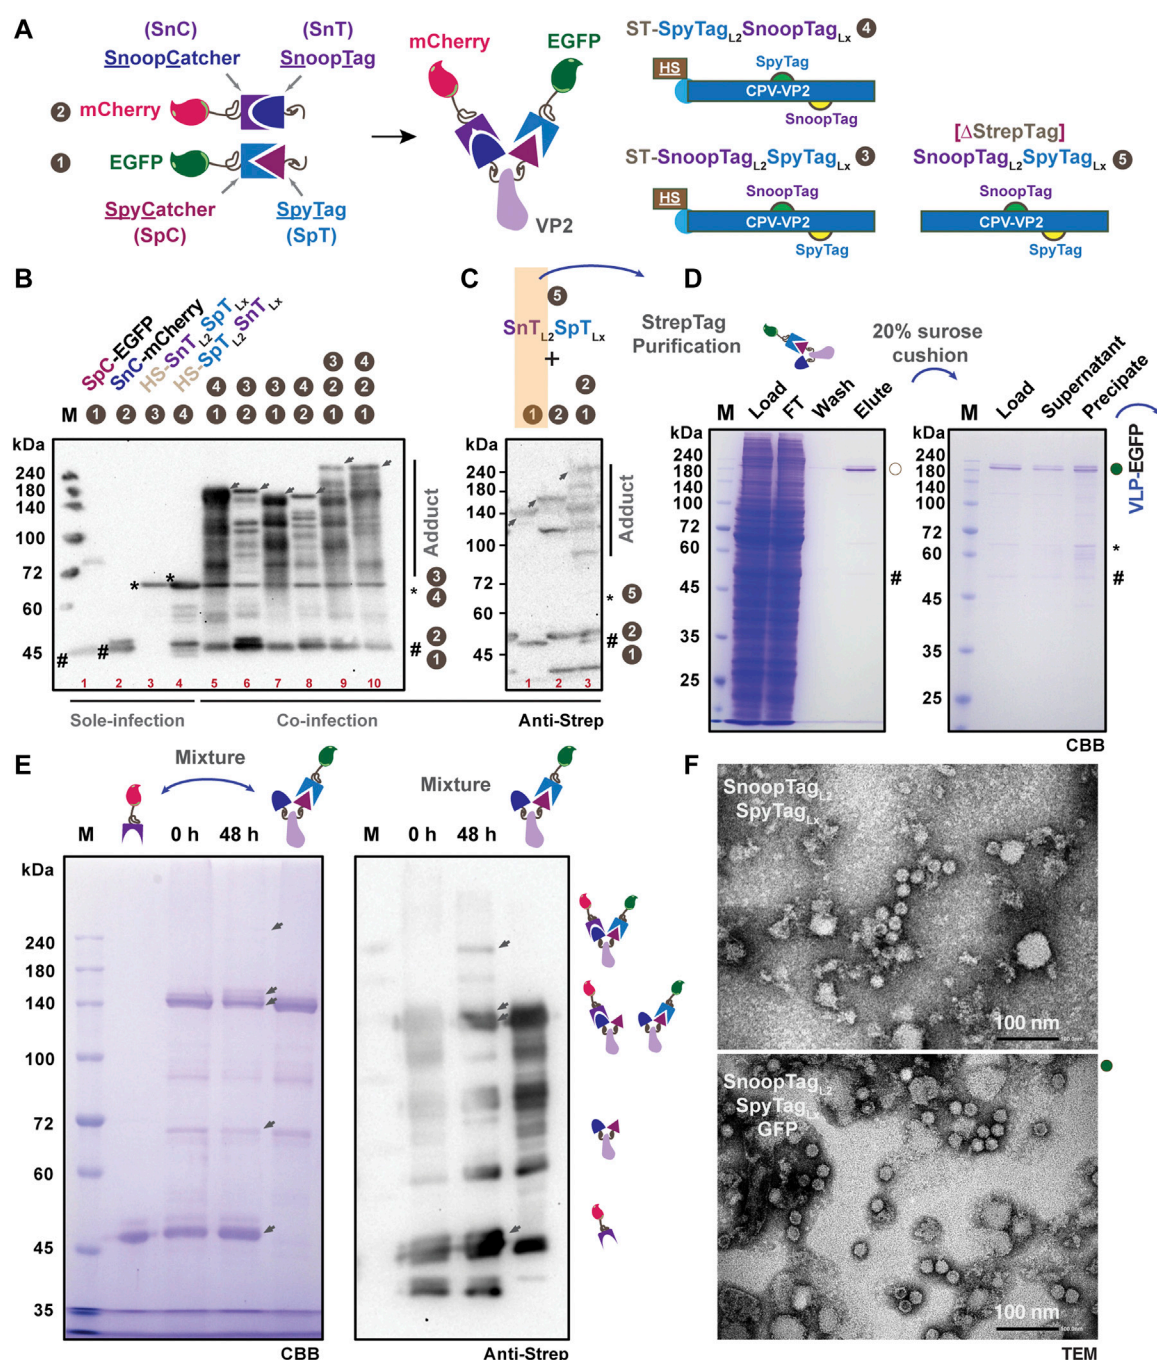 A
(SnC)
(SnT)
SnoopCatcher
SnoopTag
2 mCherry
1 EGFP
SpyCatcher
SpyTag
(SpC)
(SpT)
mCherry
EGFP
VP2
ST-SpyTagL2SnoopTagLx 4
HS
SpyTag
CPV-VP2
SnoopTag
ST-SnoopTagL2SpyTagLx 3
HS
SnoopTag
CPV-VP2
SpyTag
[ΔStrepTag]
SnoopTagL2SpyTagLx 5
SnoopTag
CPV-VP2
SpyTag
B
SpC-EGFP
SnC-mCherry
HS-SnTL2SpTLx
HS-SpTL2SnTLx
3 4
4 3 3 4 2 2
M 1 2 3 4 1 2 1 2 1 1
kDa
240
180
140
100
72
60
45
*
*
#
#
Adduct
3
* 4
2
# 1
1 2 3 4 5 6 7 8 9 10
Sole-infection
Co-infection
C
5
SnTL2SpTLx
+
2
1 2 1
kDa
240
180
140
100
72
60
45
Adduct
* 5
2
# 1
1 2 3
Anti-Strep
D
StrepTag
Purification
20% surose
cushion
M Load FT Wash Elute
kDa
240
180
140
100
72
60
45
35
25
#
M Load Supernatant Precipate
kDa
240
180
140
100
72
60
45
35
25
*
#
VLP-EGFP
CBB
E
Mixture
M 0 h 48 h
kDa
240
180
140
100
72
60
45
35
CBB
Mixture
M 0 h 48 h
Anti-Strep
F
SnoopTagL2
SpyTagLx
100 nm
SnoopTagL2
SpyTagLx
GFP
100 nm
TEM